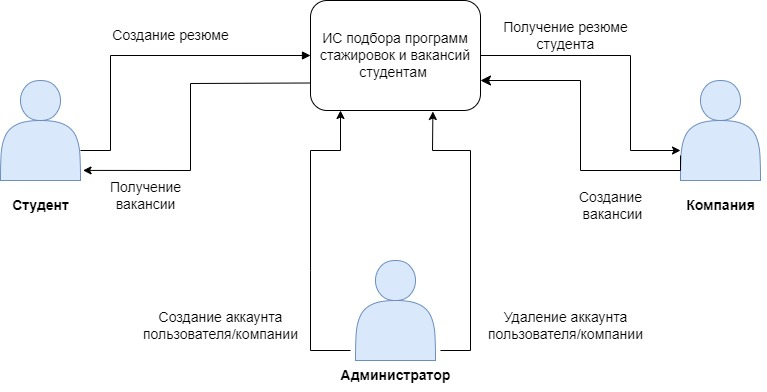 Создание резюме
ИС подбора программ
стажировок и вакансий
студентам
Получение резюме
студента
Получение
вакансии
Студент
Создание
вакансии
Компания
Создание аккаунта
пользователя/компании
Удаление аккаунта
пользователя/компании
Администратор